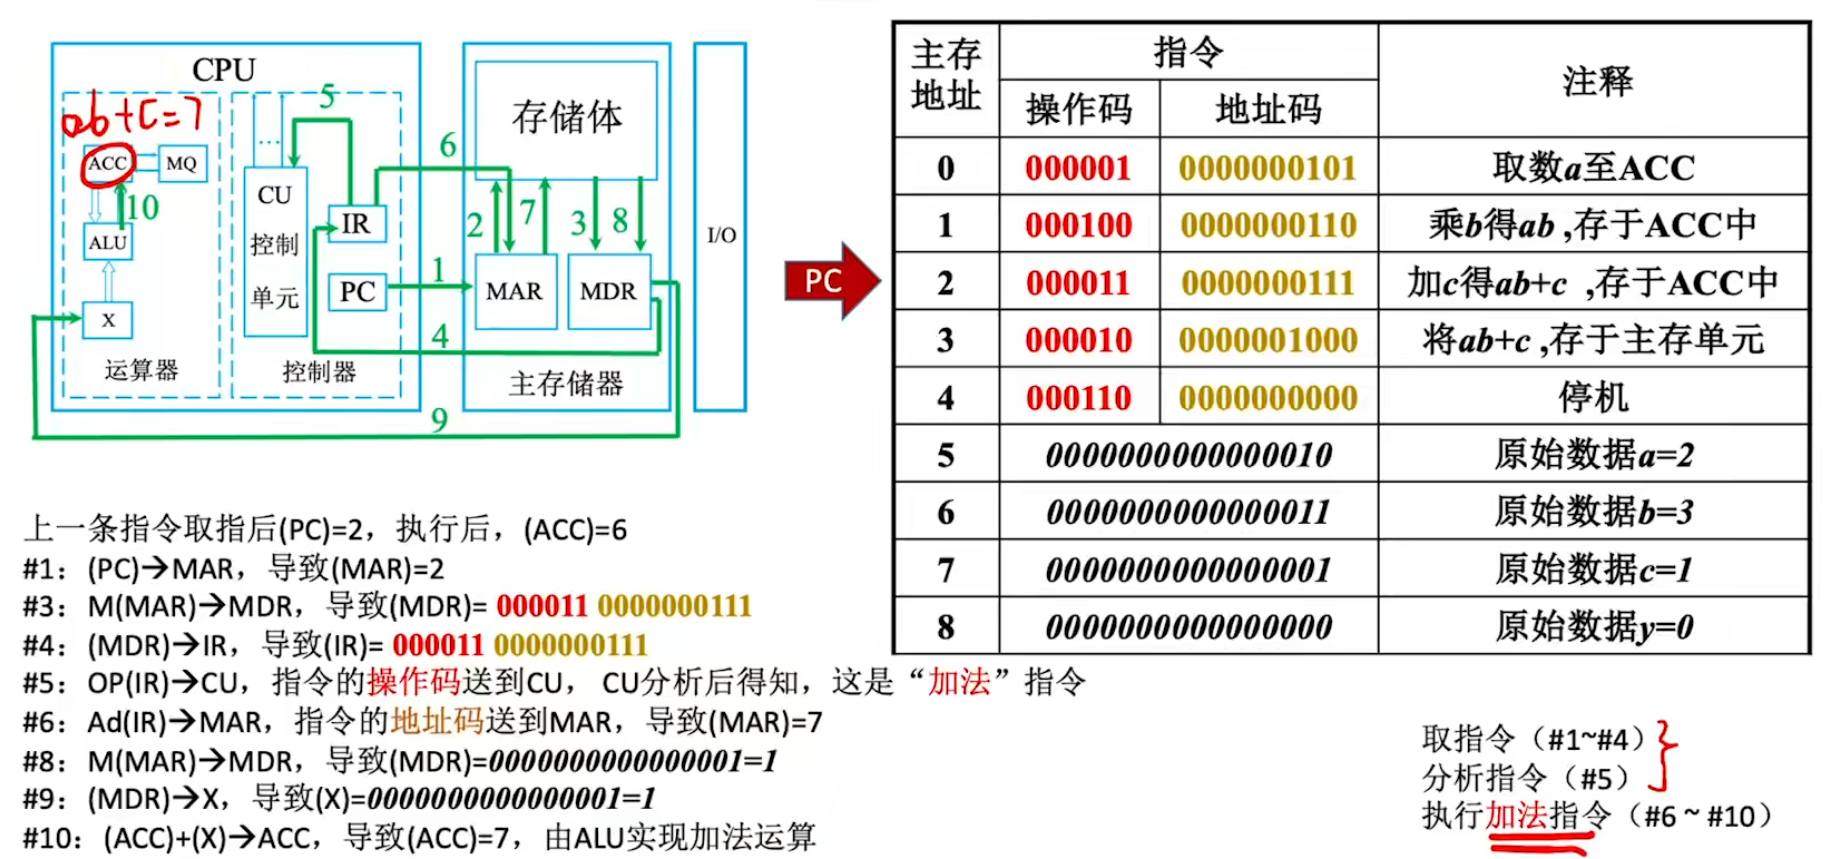 CPU
ab+c=7
ACC
MQ
10
ALU
X
运算器
5
...
CU
控制
单元
IR
PC
控制器
1
4
6
9
存储体
2
7
3
8
MAR
MDR
主存储器
I/O
PC
主存地址 指令 注释
操作码 地址码
0 000001 0000000101 取数a至ACC
1 000100 0000000110 乘b得ab ,存于ACC中
2 000011 0000000111 加c得ab+c ,存于ACC中
3 000010 0000001000 将ab+c ,存于主存单元
4 000110 0000000000 停机
5 0000000000000010 原始数据a=2
6 0000000000000011 原始数据b=3
7 0000000000000001 原始数据c=1
8 0000000000000000 原始数据y=0
上一条指令取指后(PC)=2，执行后，(ACC)=6
#1：(PC)→MAR，导致(MAR)=2
#3：M(MAR)→MDR，导致(MDR)= 000011 0000000111
#4：(MDR)→IR，导致(IR)= 000011 0000000111
#5：OP(IR)→CU，指令的操作码送到CU， CU分析后得知，这是“加法”指令
#6：Ad(IR)→MAR，指令的地址码送到MAR，导致(MAR)=7
#8：M(MAR)→MDR，导致(MDR)=0000000000000001=1
#9：(MDR)→X，导致(X)=0000000000000001=1
#10：(ACC)+(X)→ACC，导致(ACC)=7，由ALU实现加法运算
取指令（#1~#4）
分析指令（#5）
执行加法指令（#6 ~ #10）